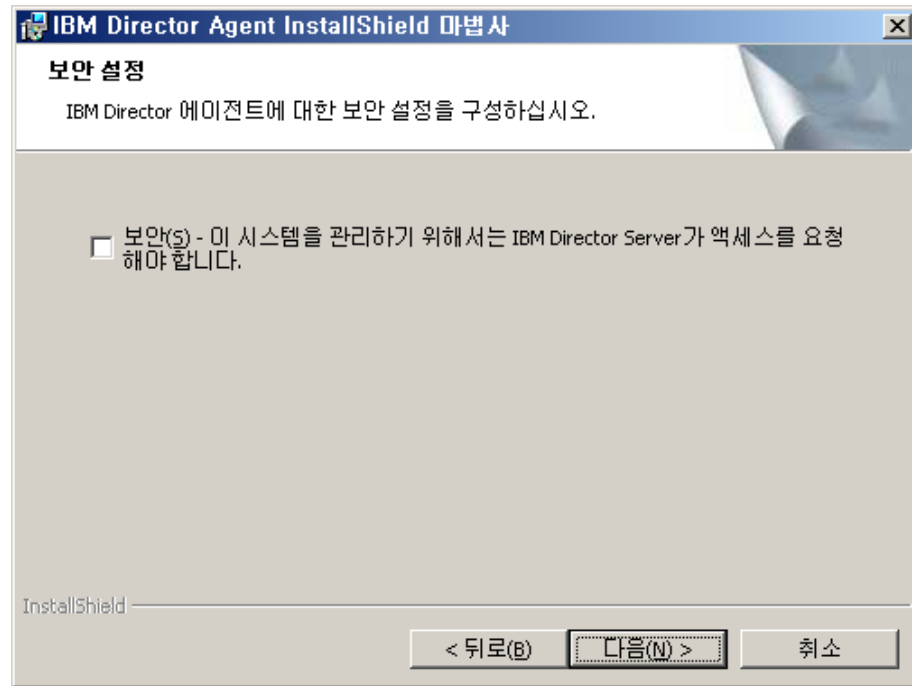 IBM Director Agent InstallShield 마법사
보안 설정
IBM Director 에이전트에 대한 보안 설정을 구성하십시오.
보안(S) - 이 시스템을 관리하기 위해서는 IBM Director Server가 액세스를 요청
해야 합니다.
InstallShield
< 뒤로(B) 다음(N) > 취소